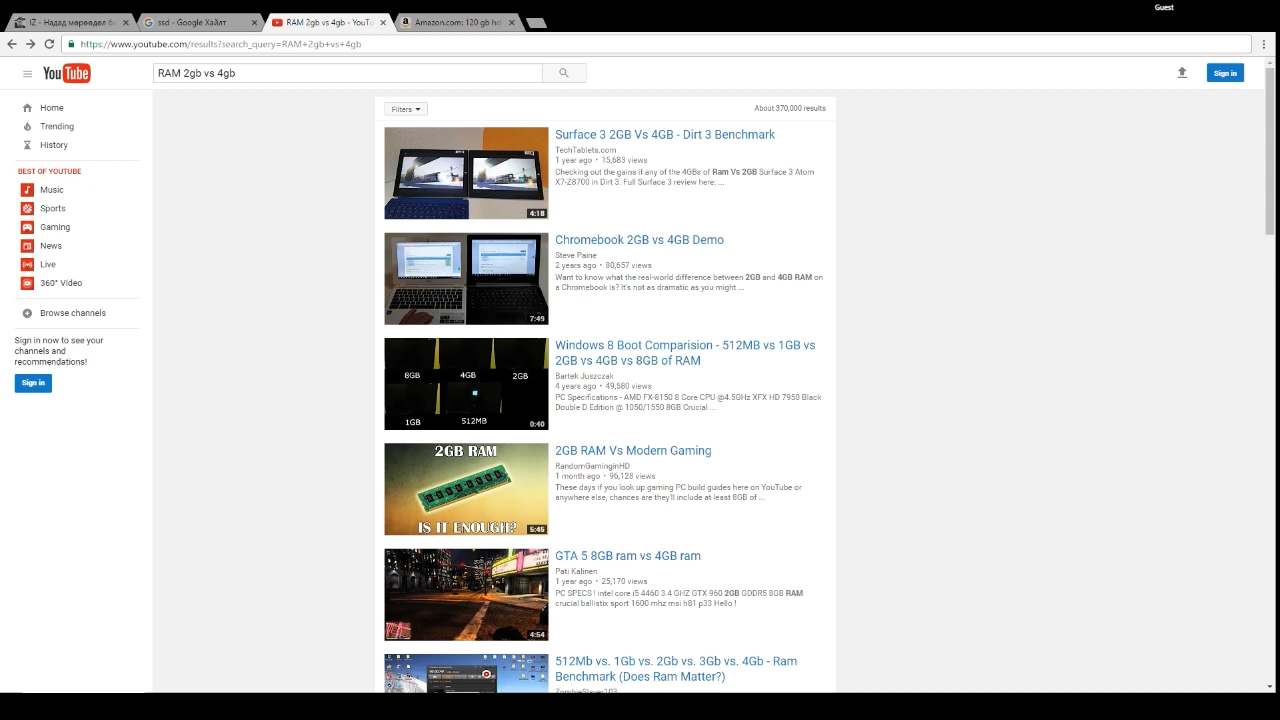 Guest
IZ - Надад мөрөөдөл б
ssd - Google Хайлт
RAM 2gb vs 4gb - YouTu
Amazon.com: 120 gb hd
https://www.youtube.com/results?search_query=RAM+2gb+vs+4gb
YouTube
RAM 2gb vs 4gb
Sign in
Home
Trending
History
BEST OF YOUTUBE
Music
Sports
Gaming
News
Live
360° Video
Browse channels
Sign in now to see your
channels and
recommendations!
Sign in
Filters
About 370,000 results
4:18
Surface 3 2GB Vs 4GB - Dirt 3 Benchmark
TechTablets.com
1 year ago • 15,683 views
Checking out the gains if any of the 4GBs of Ram Vs 2GB Surface 3 Atom
X7-Z8700 in Dirt 3. Full Surface 3 review here: ...
7:49
Chromebook 2GB vs 4GB Demo
Steve Paine
2 years ago • 80,657 views
Want to know what the real-world difference between 2GB and 4GB RAM on
a Chromebook is? It's not as dramatic as you might ...
8GB
4GB
2GB
1GB
512MB
0:40
Windows 8 Boot Comparision - 512MB vs 1GB vs
2GB vs 4GB vs 8GB of RAM
Bartek Juszczak
4 years ago • 49,580 views
PC Specifications - AMD FX-8150 8 Core CPU @4.5GHz XFX HD 7950 Black
Double D Edition @ 1050/1550 8GB Crucial ...
2GB RAM
IS IT ENOUGH?
5:45
2GB RAM Vs Modern Gaming
RandomGaminginHD
1 month ago • 96,128 views
These days if you look up gaming PC build guides here on YouTube or
anywhere else, chances are they'll include at least 8GB of ...
4:54
GTA 5 8GB ram vs 4GB ram
Pati Kalinen
1 year ago • 25,170 views
PC SPECS ! intel core i5 4460 3.4 GHZ GTX 960 2GB GDDR5 8GB RAM
crucial ballistix sport 1600 mhz msi h81 p33 Hello !
512Mb vs. 1Gb vs. 2Gb vs. 3Gb vs. 4Gb - Ram
Benchmark (Does Ram Matter?)
ZombieSlayer103